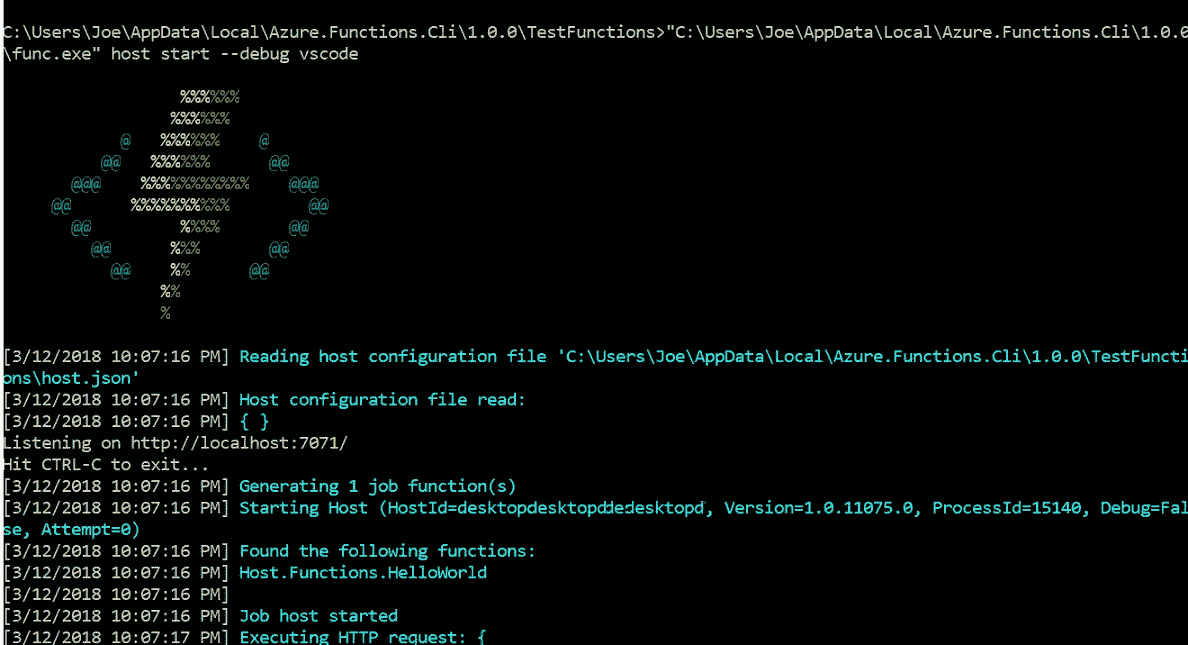 C:\Users\Joe\AppData\Local\Azure.Functions.Cli\1.0.0\TestFunctions>"C:\Users\Joe\AppData\Local\Azure.Functions.Cli\1.0.0
\func.exe" host start --debug vscode
%%%%%%
%%%%%%
@ %%%%%% @
@@ %%%%%% @@
@@@ %%%%%%%%%%% @@@
@@ %%%%%%%%%% @@
@@ %%%% @@
@@ %%% @@
@@ %% @@
%%
%
[3/12/2018 10:07:16 PM] Reading host configuration file 'C:\Users\Joe\AppData\Local\Azure.Functions.Cli\1.0.0\TestFuncti
ons\host.json'
[3/12/2018 10:07:16 PM] Host configuration file read:
[3/12/2018 10:07:16 PM] { }
Listening on http://localhost:7071/
Hit CTRL-C to exit...
[3/12/2018 10:07:16 PM] Generating 1 job function(s)
[3/12/2018 10:07:16 PM] Starting Host (Version=1.0.11075.0, ProcessId=15140, Debug=Fal
se, Attempt=0)
[3/12/2018 10:07:16 PM] Found the following functions:
[3/12/2018 10:07:16 PM] Host.Functions.HelloWorld
[3/12/2018 10:07:16 PM]
[3/12/2018 10:07:16 PM] Job host started
[3/12/2018 10:07:17 PM] Executing HTTP request: {